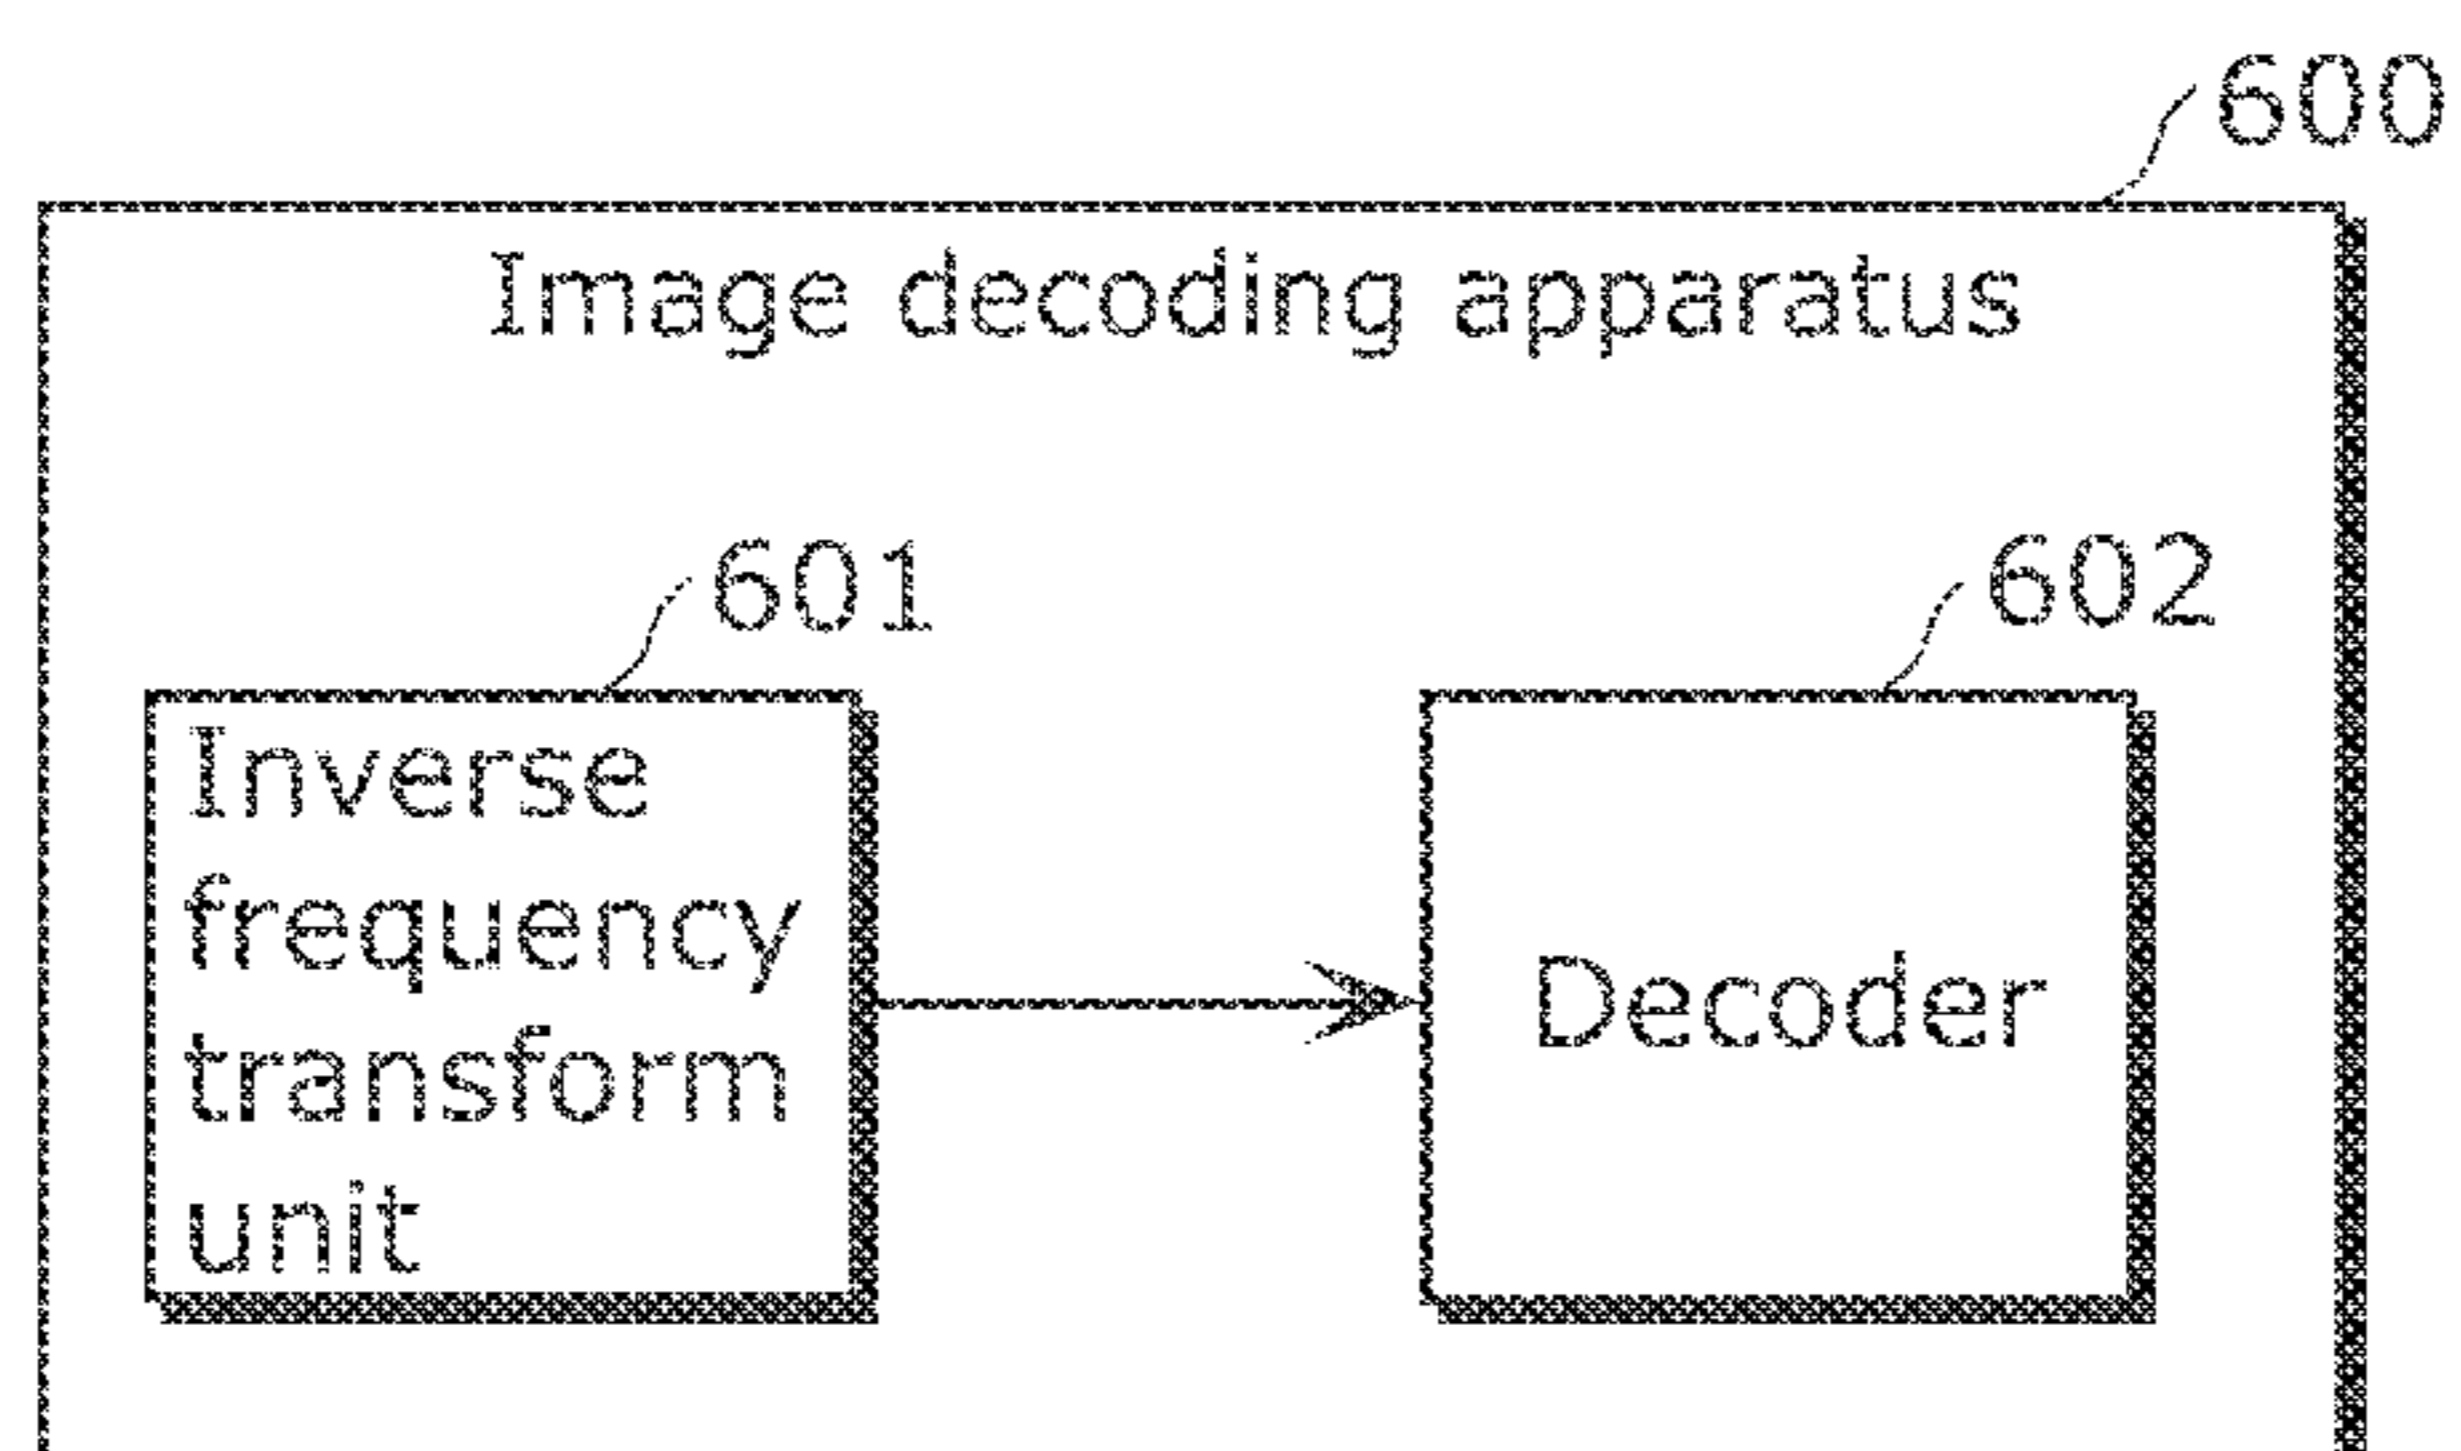 600
Image decoding apparatus
601
602
Inverse
frequency
transform
unit
Decoder